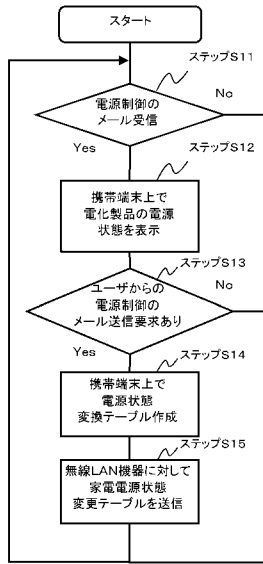 スタート
ステップS11
電源制御の
メール受信
No
Yes
ステップS12
携帯端末上で
電化製品の電源
状態を表示
ステップS13
ユーザからの
電源制御の
メール送信要求あり
No
Yes
ステップS14
携帯端末上で
電源状態
変換テーブル作成
ステップS15
無線LAN機器に対して
家電電源状態
変更テーブルを送信